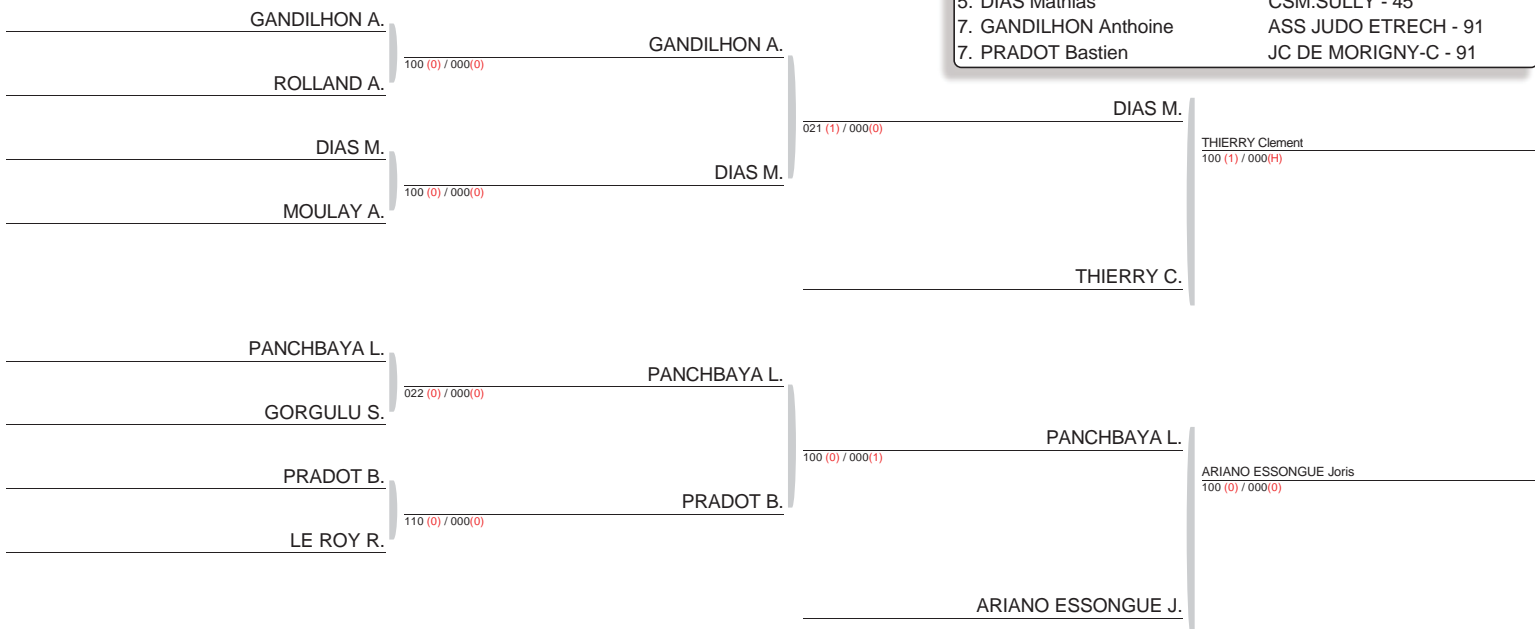 5. DIAS Mathias CSM.SULLY - 45
7. GANDILHON Anthoine ASS JUDO ETRECH - 91
7. PRADOT Bastien JC DE MORIGNY-C - 91
GANDILHON A.
ROLLAND A.
DIAS M.
MOULAY A.
PANCHBAYA L.
GORGULU S.
PRADOT B.
LE ROY R.
GANDILHON A.
100 (0) / 000(0)
DIAS M.
100 (0) / 000(0)
PANCHBAYA L.
022 (0) / 000(0)
PRADOT B.
110 (0) / 000(0)
DIAS M.
021 (1) / 000(0)
THIERRY C.
PANCHBAYA L.
100 (0) / 000(1)
ARIANO ESSONGUE J.
THIERRY Clement
100 (1) / 000(H)
ARIANO ESSONGUE Joris
100 (0) / 000(0)